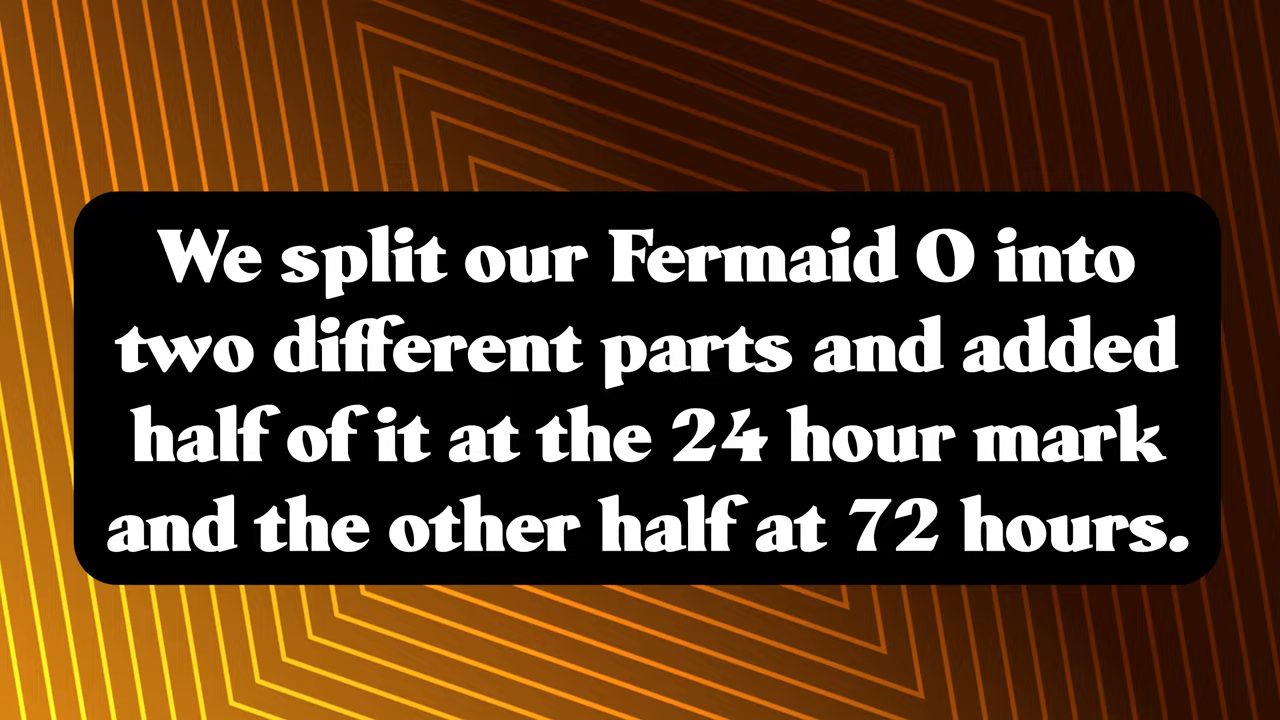 We split our Fermaid O into
two different parts and added
half of it at the 24 hour mark
and the other half at 72 hours.